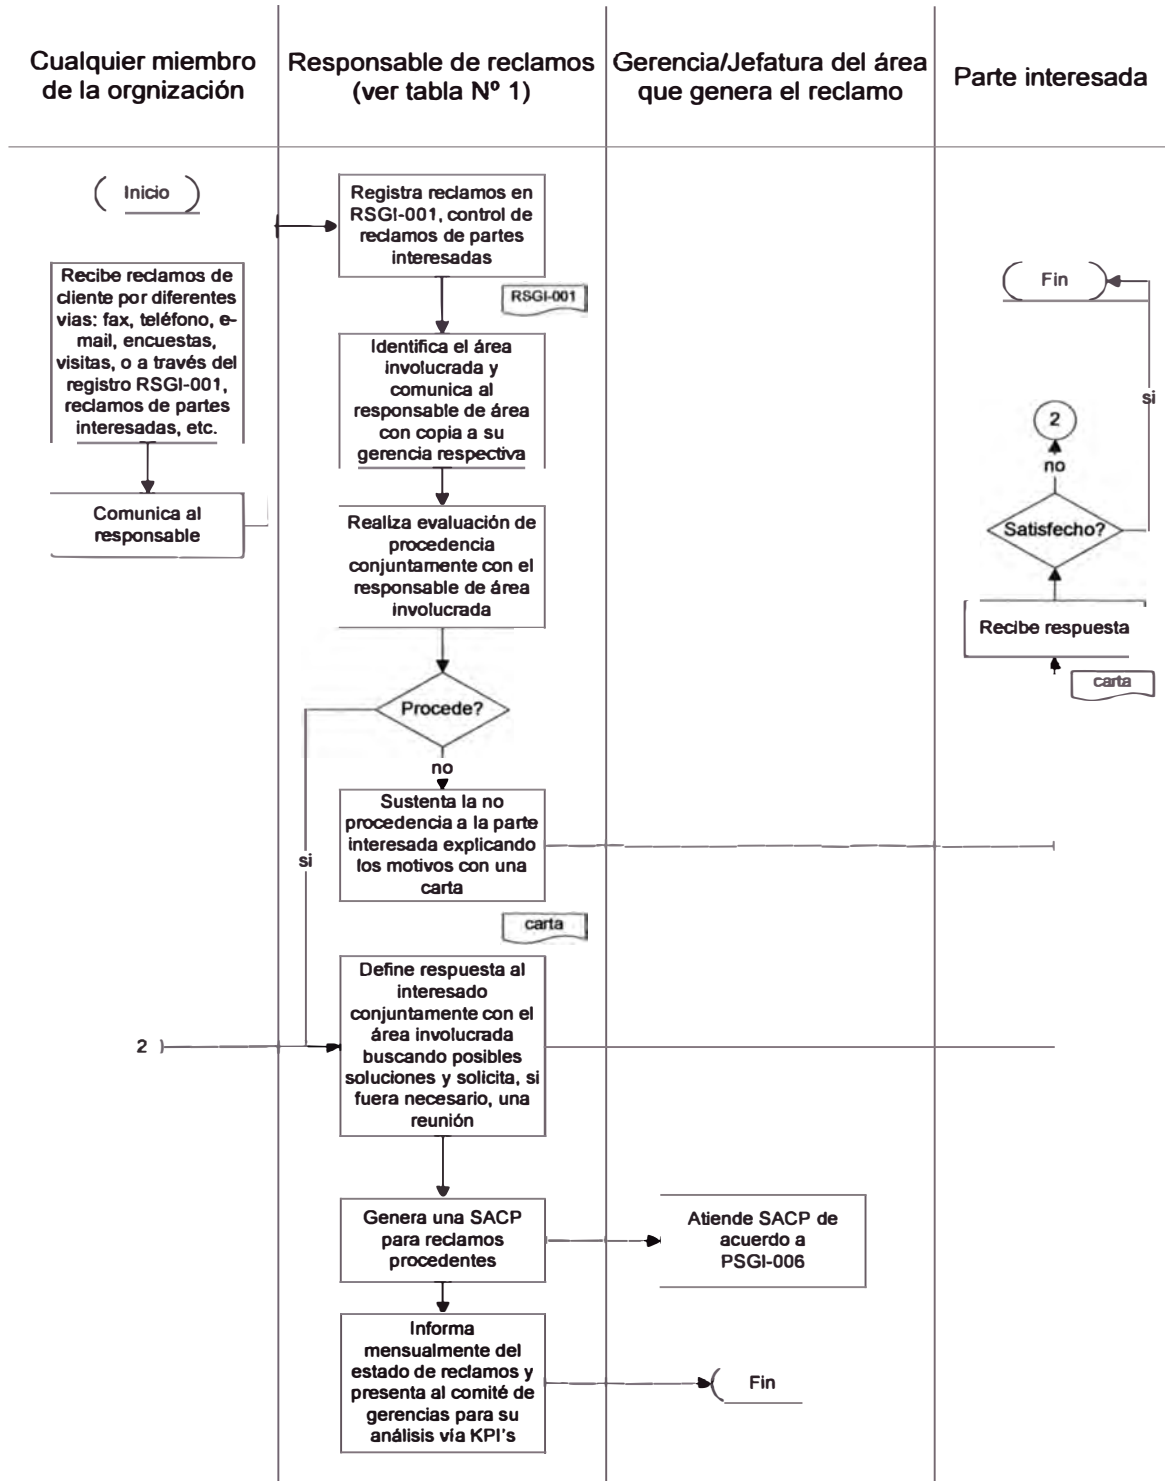 Cualquier miembro
de la orgnización
Responsable de reclamos
(ver tabla Nº 1)
Gerencia/Jefatura del área
que genera el reclamo
Parte interesada
Inicio
Recibe reclamos de
cliente por diferentes
vias: fax, teléfono, e-
mail, encuestas,
visitas, o a través del
registro RSGI-001,
reclamos de partes
interesadas, etc.
Comunica al
responsable
Registra reclamos en
RSGI-001, control de
reclamos de partes
interesadas
RSGI-001
Identifica el área
involucrada y
comunica al
responsable de área
con copia a su
gerencia respectiva
Realiza evaluación de
procedencia
conjuntamente con el
responsable de área
involucrada
Procede?
no
si
Sustenta la no
procedencia a la parte
interesada explicando
los motivos con una
carta
carta
2
Define respuesta al
interesado
conjuntamente con el
área involucrada
buscando posibles
soluciones y solicita, si
fuera necesario, una
reunión
Genera una SACP
para reclamos
procedentes
Atiende SACP de
acuerdo a
PSGI-006
Informa
mensualmente del
estado de reclamos y
presenta al comité de
gerencias para su
análisis vía KPI's
Fin
Fin
si
2
no
Satisfecho?
Recibe respuesta
carta